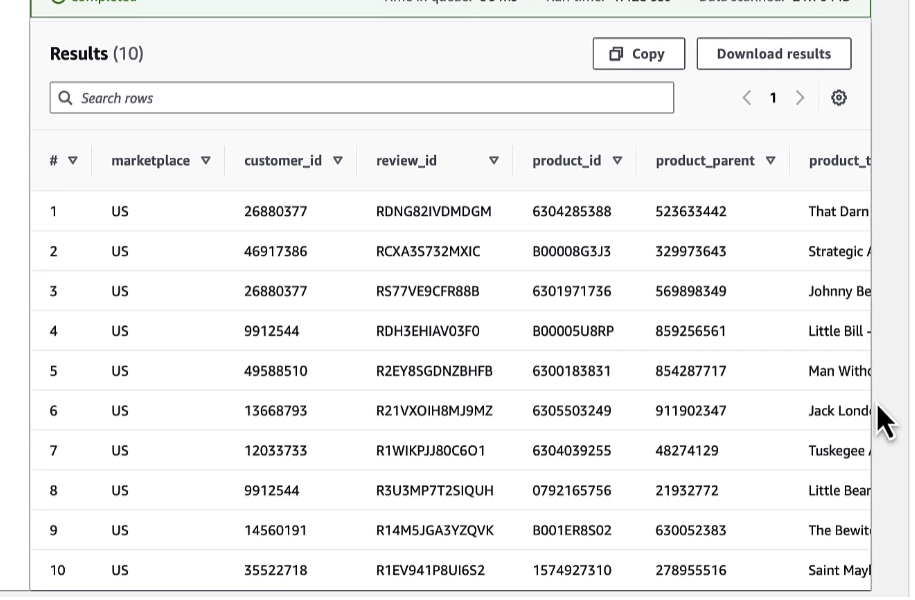 Results (10)
Copy
Download results
Search rows
1
# marketplace customer_id review_id product_id product_parent product_t
1 US 26880377 RDNG82IVDMDGM 6304285388 523633442 That Darn
2 US 46917386 RCXA3S732MXIC B00008G3J3 329973643 Strategic
3 US 26880377 RS77VE9CFR88B 6301971736 569898349 Johnny Be
4 US 9912544 RDH3EHIAV03F0 B00005U8RP 859256561 Little Bill -
5 US 49588510 R2EY8SGDNZBHFB 6300183831 854287717 Man Witho
6 US 13668793 R21VXOIH8MJ9MZ 6305503249 911902347 Jack Lond
7 US 12033733 R1WIKPJJ80C6O1 6304039255 48274129 Tuskegee
8 US 9912544 R3U3MP7T2SIQUH 0792165756 21932772 Little Bear
9 US 14560191 R14M5JGA3YZQVK B001ER8S02 630052383 The Bewit
10 US 35522718 R1EV941P8UI6S2 1574927310 278955516 Saint May